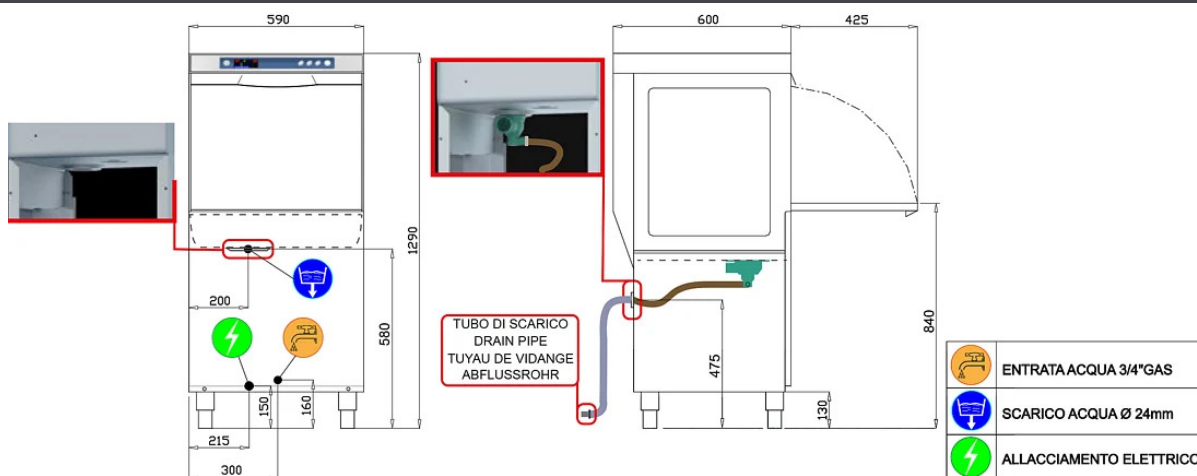 590
600
425
1290
200
580
840
TUBO DI SCARICO
DRAIN PIPE
TUYAU DE VIDANGE
ABFLUSSROHR
475
150
160
130
215
300
ENTRATA ACQUA 3/4"GAS
SCARICO ACQUA Ø 24mm
ALLACCIAMENTO ELETTRICO